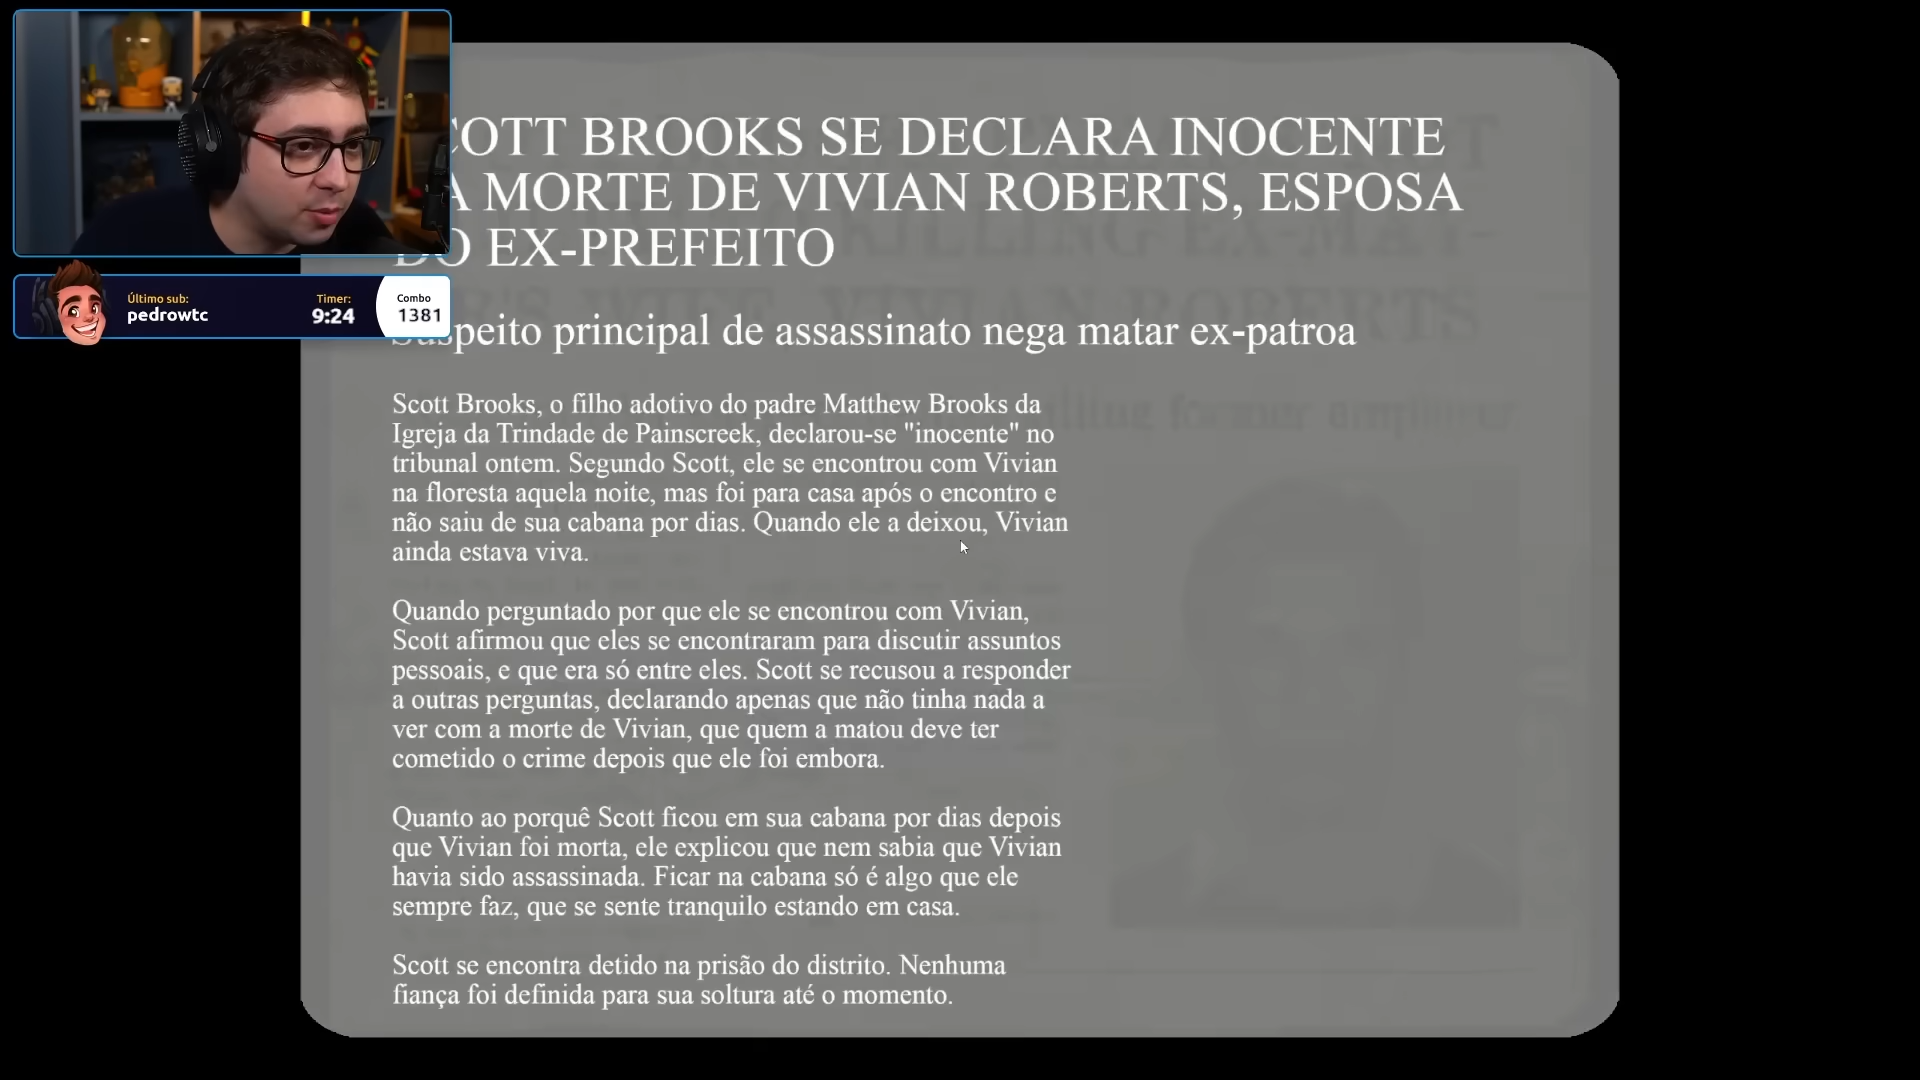 COTT BROOKS SE DECLARA INOCENTE
A MORTE DE VIVIAN ROBERTS, ESPOSA
DO EX-PREFEITO
Último sub:
pedrowtc
Timer:
9:24
Combo
1381
Suspeito principal de assassinato nega matar ex-patroa
Scott Brooks, o filho adotivo do padre Matthew Brooks da
Igreja da Trindade de Painscreek, declarou-se "inocente" no
tribunal ontem. Segundo Scott, ele se encontrou com Vivian
na floresta aquela noite, mas foi para casa após o encontro e
não saiu de sua cabana por dias. Quando ele a deixou, Vivian
ainda estava viva.
Quando perguntado por que ele se encontrou com Vivian,
Scott afirmou que eles se encontraram para discutir assuntos
pessoais, e que era só entre eles. Scott se recusou a responder
a outras perguntas, declarando apenas que não tinha nada a
ver com a morte de Vivian, que quem a matou deve ter
cometido o crime depois que ele foi embora.
Quanto ao porquê Scott ficou em sua cabana por dias depois
que Vivian foi morta, ele explicou que nem sabia que Vivian
havia sido assassinada. Ficar na cabana só é algo que ele
sempre faz, que se sente tranquilo estando em casa.
Scott se encontra detido na prisão do distrito. Nenhuma
fiança foi definida para sua soltura até o momento.